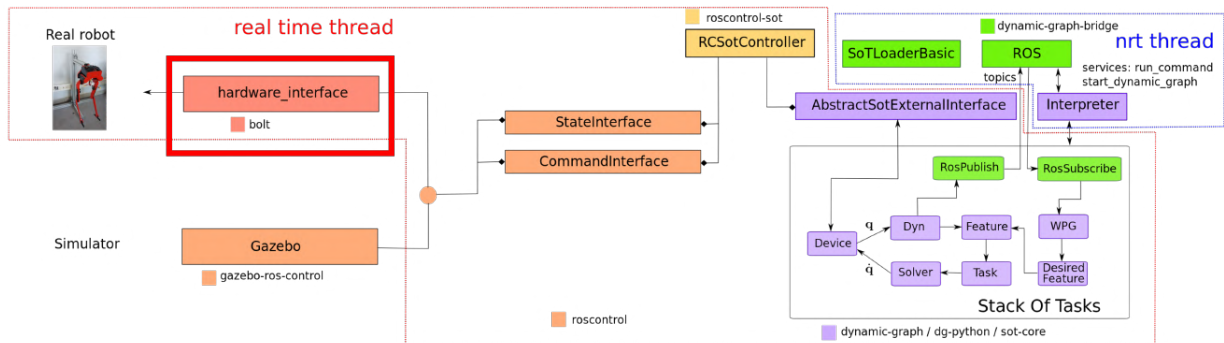 real time thread
Real robot
hardware_interface
bolt
roscontrol-sot
RCSotController
dynamic-graph-bridge
SoTLoaderBasic
ROS
nrt thread
topics
services: run_command
start_dynamic_graph
AbstractSotExternalInterface
Interpreter
StateInterface
CommandInterface
Simulator
Gazebo
gazebo-ros-control
roscontrol
RosPublish
RosSubscribe
Device
q
Dyn
Feature
WPG
q̇
Solver
Task
Desired
Feature
Stack Of Tasks
dynamic-graph / dg-python / sot-core